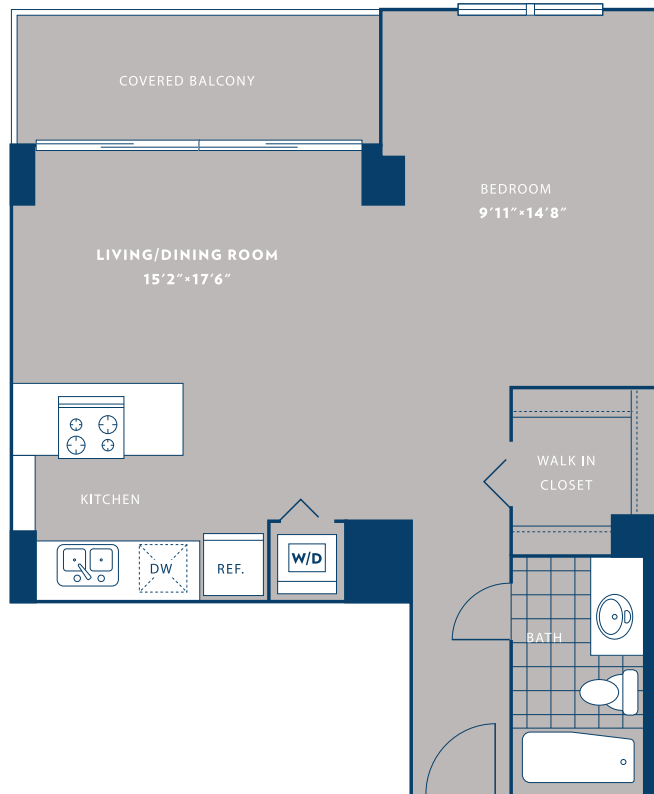 COVERED BALCONY
BEDROOM
9′11″×14′8″
LIVING/DINING ROOM
15′2″×17′6″
WALK IN
CLOSET
KITCHEN
W/D
DW
REF.
BATH